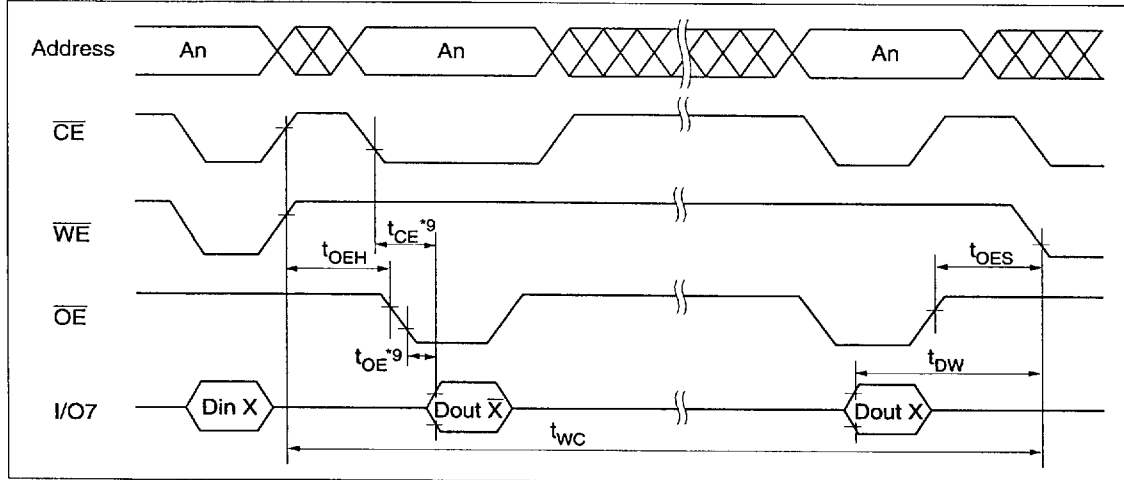 Address An An An
CE
WE
tCE*9
tOEH tOES
OE
tOE*9 tDW
I/O7 Din X Dout X̅ Dout X
tWC